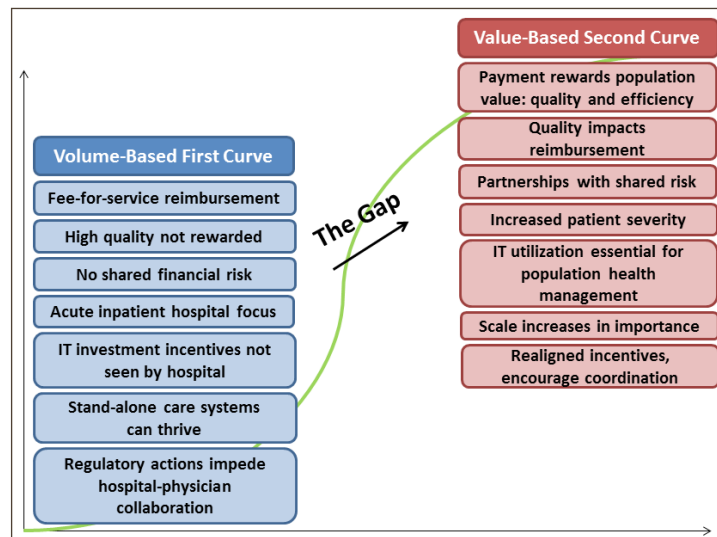 Volume-Based First Curve
Fee-for-service reimbursement
High quality not rewarded
No shared financial risk
Acute inpatient hospital focus
IT investment incentives not
seen by hospital
Stand-alone care systems
can thrive
Regulatory actions impede
hospital-physician
collaboration
The Gap
Value-Based Second Curve
Payment rewards population
value: quality and efficiency
Quality impacts
reimbursement
Partnerships with shared risk
Increased patient severity
IT utilization essential for
population health
management
Scale increases in importance
Realigned incentives,
encourage coordination